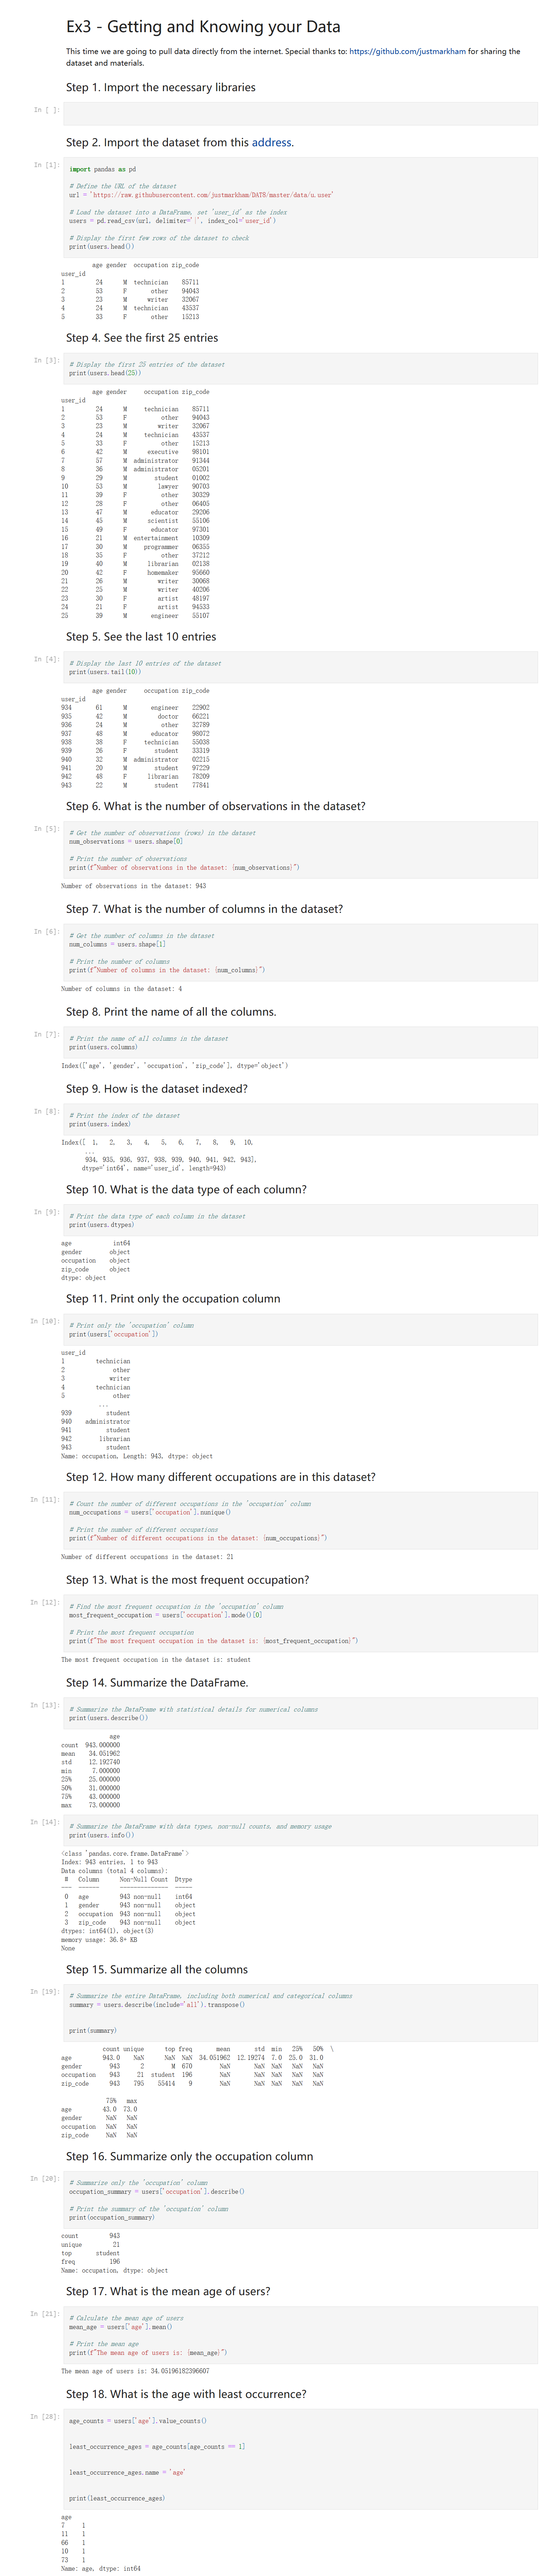 Ex3 - Getting and Knowing your Data
This time we are going to pull data directly from the internet. Special thanks to: https://github.com/justmarkham for sharing the
dataset and materials.
Step 1. Import the necessary libraries
In [ ]:
Step 2. Import the dataset from this address.
In [1]:
import pandas as pd
# Define the URL of the dataset
url = 'https://raw.githubusercontent.com/justmarkham/DAT8/master/data/u.user'
# Load the dataset into a DataFrame, set 'user_id' as the index
users = pd.read_csv(url, delimiter='|', index_col='user_id')
# Display the first few rows of the dataset to check
print(users.head())
age gender occupation zip_code
user_id
1 24 M technician 85711
2 53 F other 94043
3 23 M writer 32067
4 24 M technician 43537
5 33 F other 15213
Step 4. See the first 25 entries
In [3]:
# Display the first 25 entries of the dataset
print(users.head(25))
age gender occupation zip_code
user_id
1 24 M technician 85711
2 53 F other 94043
3 23 M writer 32067
4 24 M technician 43537
5 33 F other 15213
6 42 M executive 98101
7 57 M administrator 91344
8 36 M administrator 05201
9 29 M student 01002
10 53 M lawyer 90703
11 39 F other 30329
12 28 F other 06405
13 47 M educator 29206
14 45 M scientist 55106
15 49 F educator 97301
16 21 M entertainment 10309
17 30 M programmer 06355
18 35 F other 37212
19 40 M librarian 02138
20 42 F homemaker 95660
21 26 M writer 30068
22 25 M writer 40206
23 30 F artist 48197
24 21 F artist 94533
25 39 M engineer 55107
Step 5. See the last 10 entries
In [4]:
# Display the last 10 entries of the dataset
print(users.tail(10))
age gender occupation zip_code
user_id
934 61 M engineer 22902
935 42 M doctor 66221
936 24 M other 32789
937 48 M educator 98072
938 38 F technician 55038
939 26 F student 33319
940 32 M administrator 02215
941 20 M student 97229
942 48 F librarian 78209
943 22 M student 77841
Step 6. What is the number of observations in the dataset?
In [5]:
# Get the number of observations (rows) in the dataset
num_observations = users.shape[0]
# Print the number of observations
print(f"Number of observations in the dataset: {num_observations}")
Number of observations in the dataset: 943
Step 7. What is the number of columns in the dataset?
In [6]:
# Get the number of columns in the dataset
num_columns = users.shape[1]
# Print the number of columns
print(f"Number of columns in the dataset: {num_columns}")
Number of columns in the dataset: 4
Step 8. Print the name of all the columns.
In [7]:
# Print the name of all columns in the dataset
print(users.columns)
Index(['age', 'gender', 'occupation', 'zip_code'], dtype='object')
Step 9. How is the dataset indexed?
In [8]:
# Print the index of the dataset
print(users.index)
Index([ 1, 2, 3, 4, 5, 6, 7, 8, 9, 10,
...
934, 935, 936, 937, 938, 939, 940, 941, 942, 943],
dtype='int64', name='user_id', length=943)
Step 10. What is the data type of each column?
In [9]:
# Print the data type of each column in the dataset
print(users.dtypes)
age int64
gender object
occupation object
zip_code object
dtype: object
Step 11. Print only the occupation column
In [10]:
# Print only the 'occupation' column
print(users['occupation'])
user_id
1 technician
2 other
3 writer
4 technician
5 other
...
939 student
940 administrator
941 student
942 librarian
943 student
Name: occupation, Length: 943, dtype: object
Step 12. How many different occupations are in this dataset?
In [11]:
# Count the number of different occupations in the 'occupation' column
num_occupations = users['occupation'].nunique()
# Print the number of different occupations
print(f"Number of different occupations in the dataset: {num_occupations}")
Number of different occupations in the dataset: 21
Step 13. What is the most frequent occupation?
In [12]:
# Find the most frequent occupation in the 'occupation' column
most_frequent_occupation = users['occupation'].mode()[0]
# Print the most frequent occupation
print(f"The most frequent occupation in the dataset is: {most_frequent_occupation}")
The most frequent occupation in the dataset is: student
Step 14. Summarize the DataFrame.
In [13]:
# Summarize the DataFrame with statistical details for numerical columns
print(users.describe())
age
count 943.000000
mean 34.051962
std 12.192740
min 7.000000
25% 25.000000
50% 31.000000
75% 43.000000
max 73.000000
In [14]:
# Summarize the DataFrame with data types, non-null counts, and memory usage
print(users.info())
<class 'pandas.core.frame.DataFrame'>
Index: 943 entries, 1 to 943
Data columns (total 4 columns):
# Column Non-Null Count Dtype
--- ------ -------------- -----
0 age 943 non-null int64
1 gender 943 non-null object
2 occupation 943 non-null object
3 zip_code 943 non-null object
dtypes: int64(1), object(3)
memory usage: 36.8+ KB
None
Step 15. Summarize all the columns
In [19]:
# Summarize the entire DataFrame, including both numerical and categorical columns
summary = users.describe(include='all').transpose()
print(summary)
count unique top freq mean std min 25% 50% \
age 943.0 NaN NaN NaN 34.051962 12.19274 7.0 25.0 31.0
gender 943 2 M 670 NaN NaN NaN NaN NaN
occupation 943 21 student 196 NaN NaN NaN NaN NaN
zip_code 943 795 55414 9 NaN NaN NaN NaN NaN
75% max
age 43.0 73.0
gender NaN NaN
occupation NaN NaN
zip_code NaN NaN
Step 16. Summarize only the occupation column
In [20]:
# Summarize only the 'occupation' column
occupation_summary = users['occupation'].describe()
# Print the summary of the 'occupation' column
print(occupation_summary)
count 943
unique 21
top student
freq 196
Name: occupation, dtype: object
Step 17. What is the mean age of users?
In [21]:
# Calculate the mean age of users
mean_age = users['age'].mean()
# Print the mean age
print(f"The mean age of users is: {mean_age}")
The mean age of users is: 34.05196182396607
Step 18. What is the age with least occurrence?
In [28]:
age_counts = users['age'].value_counts()
least_occurrence_ages = age_counts[age_counts == 1]
least_occurrence_ages.name = 'age'
print(least_occurrence_ages)
age
7 1
11 1
66 1
10 1
73 1
Name: age, dtype: int64